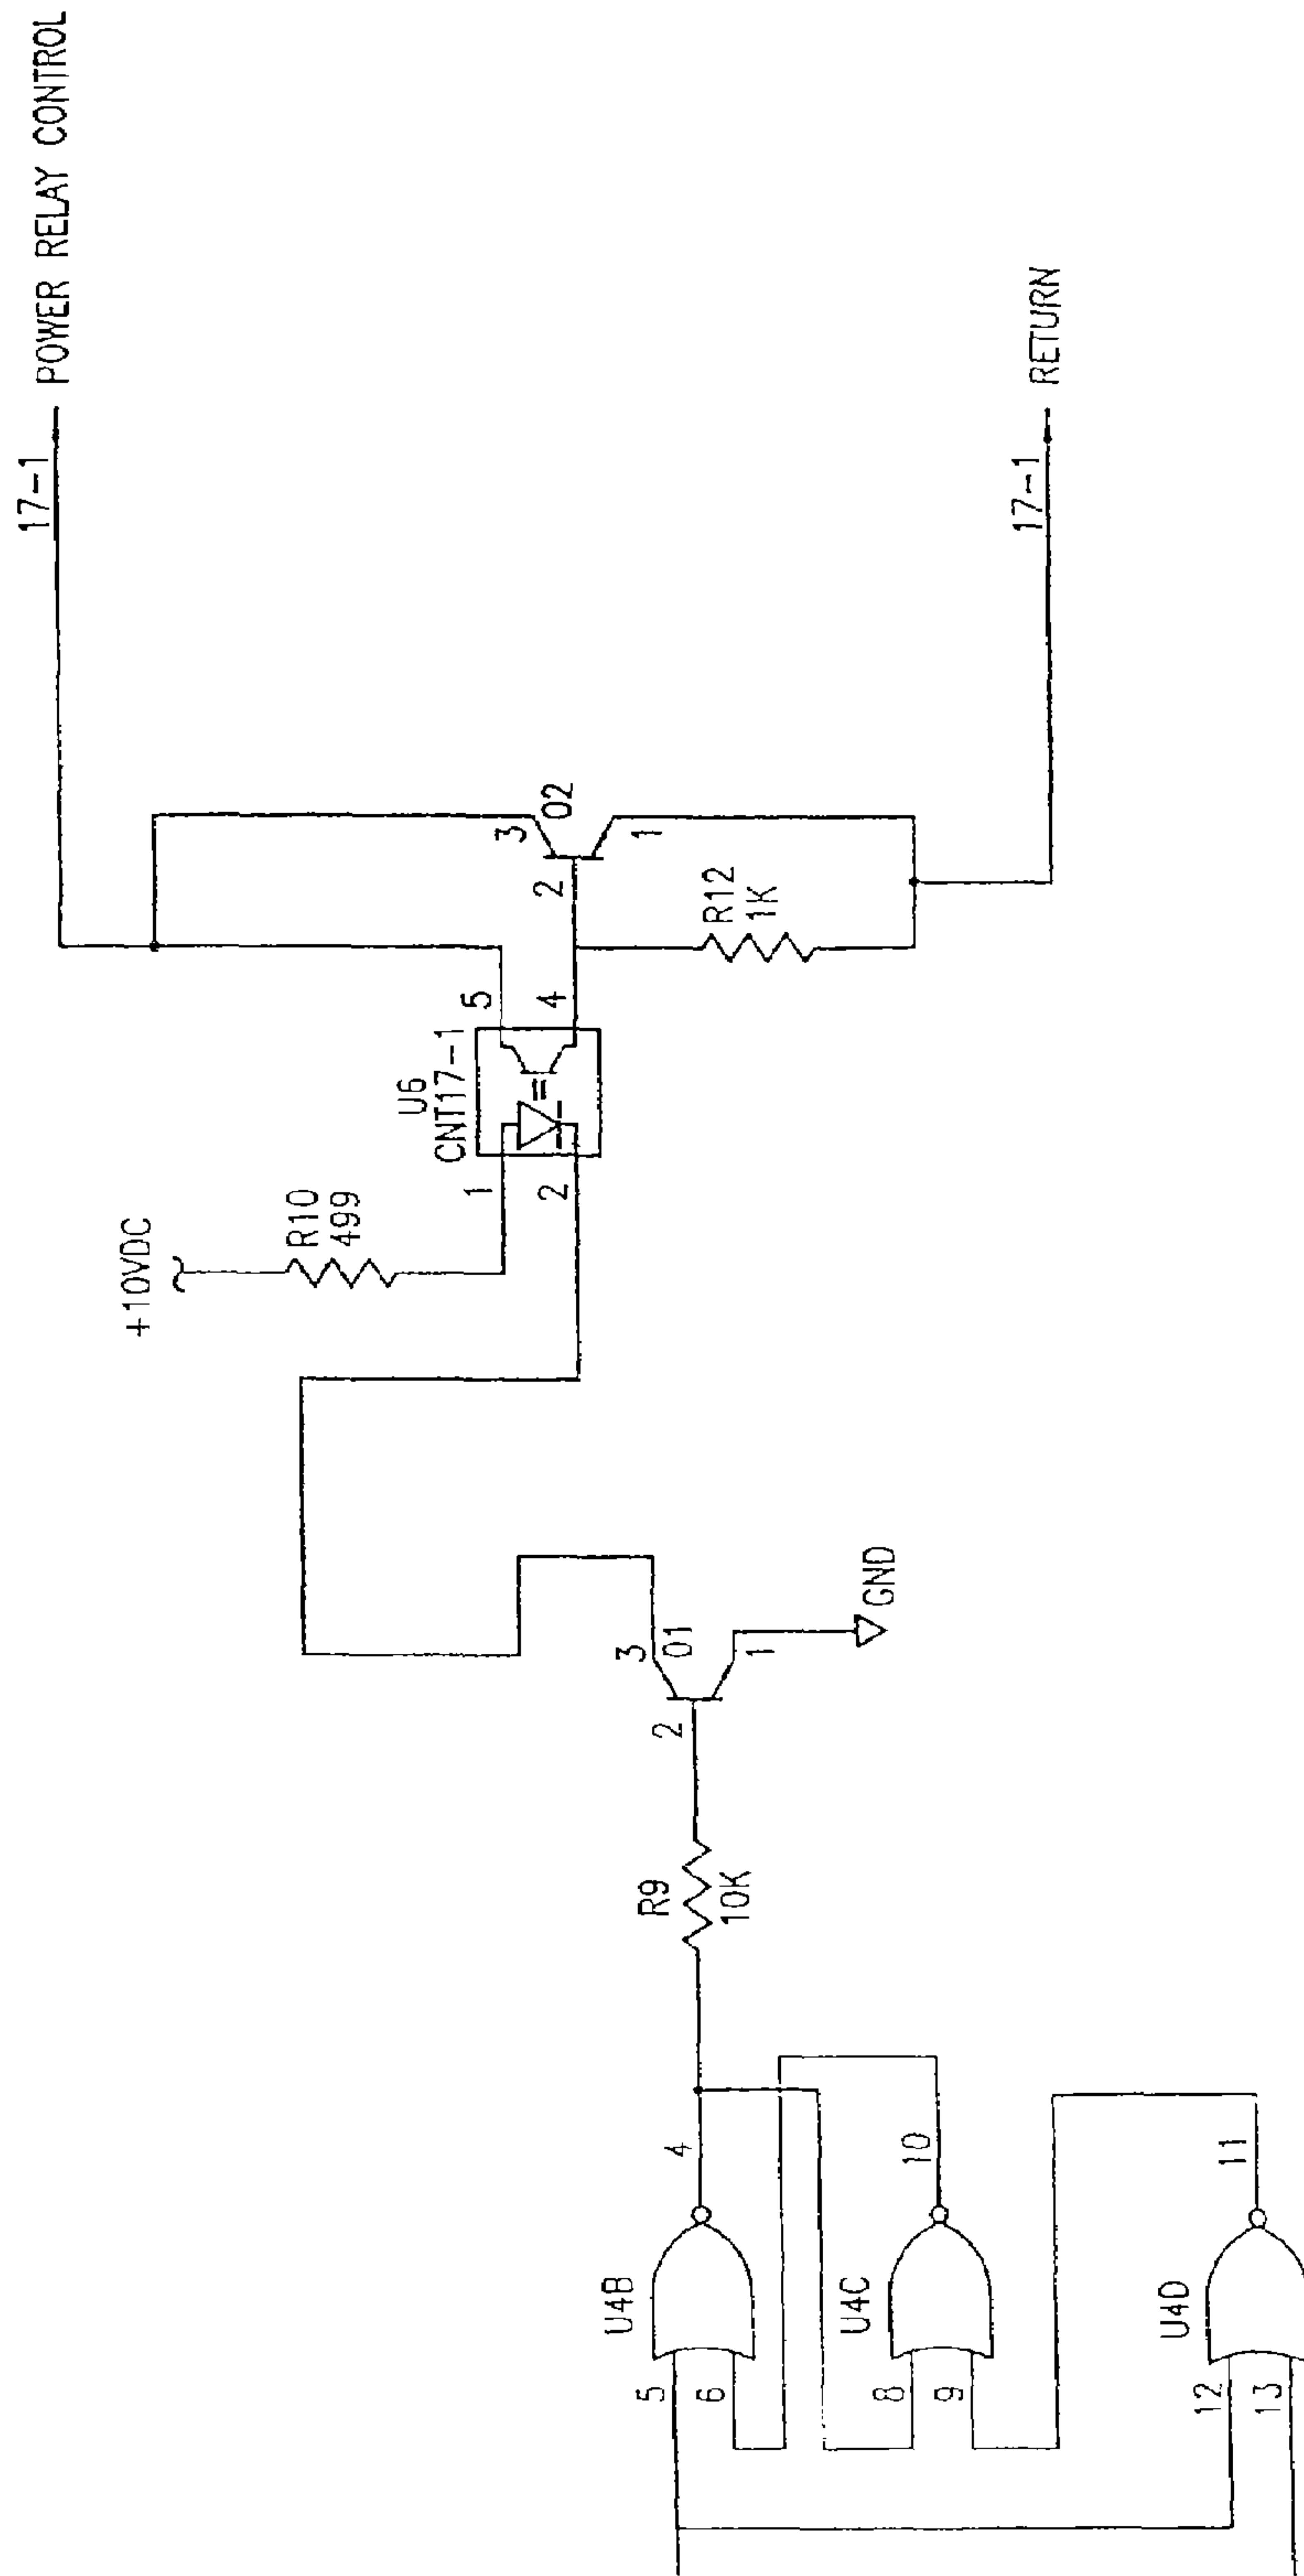 17-1
POWER RELAY CONTROL
+10VDC
R10
499
U6
CNT17-1
1
2
5
4
3
O2
2
1
R12
1K
17-1
RETURN
3
O1
2
1
GND
R9
10K
U4B
5
6
4
U4C
8
9
10
U4D
12
13
11